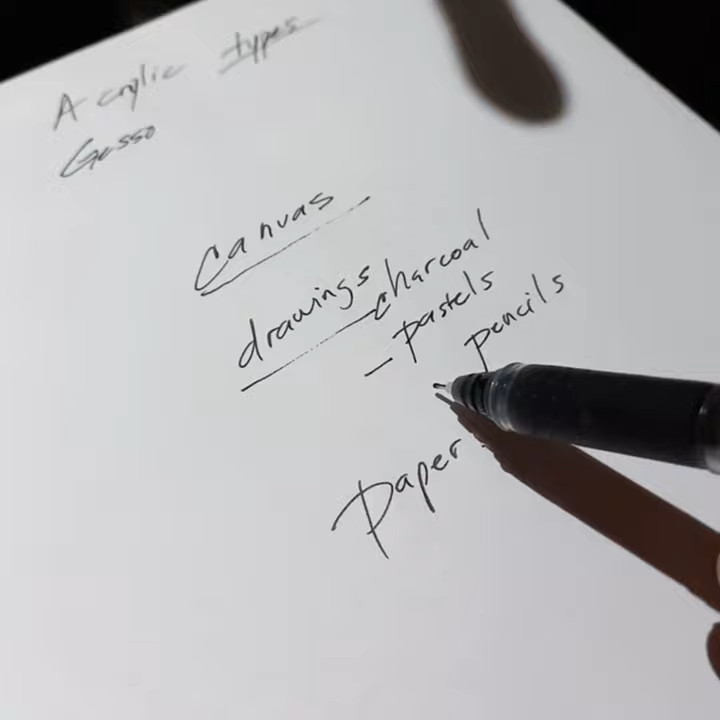 Acrylic types
Gesso
Canvas
drawings - charcoal
- pastels
pencils
Paper